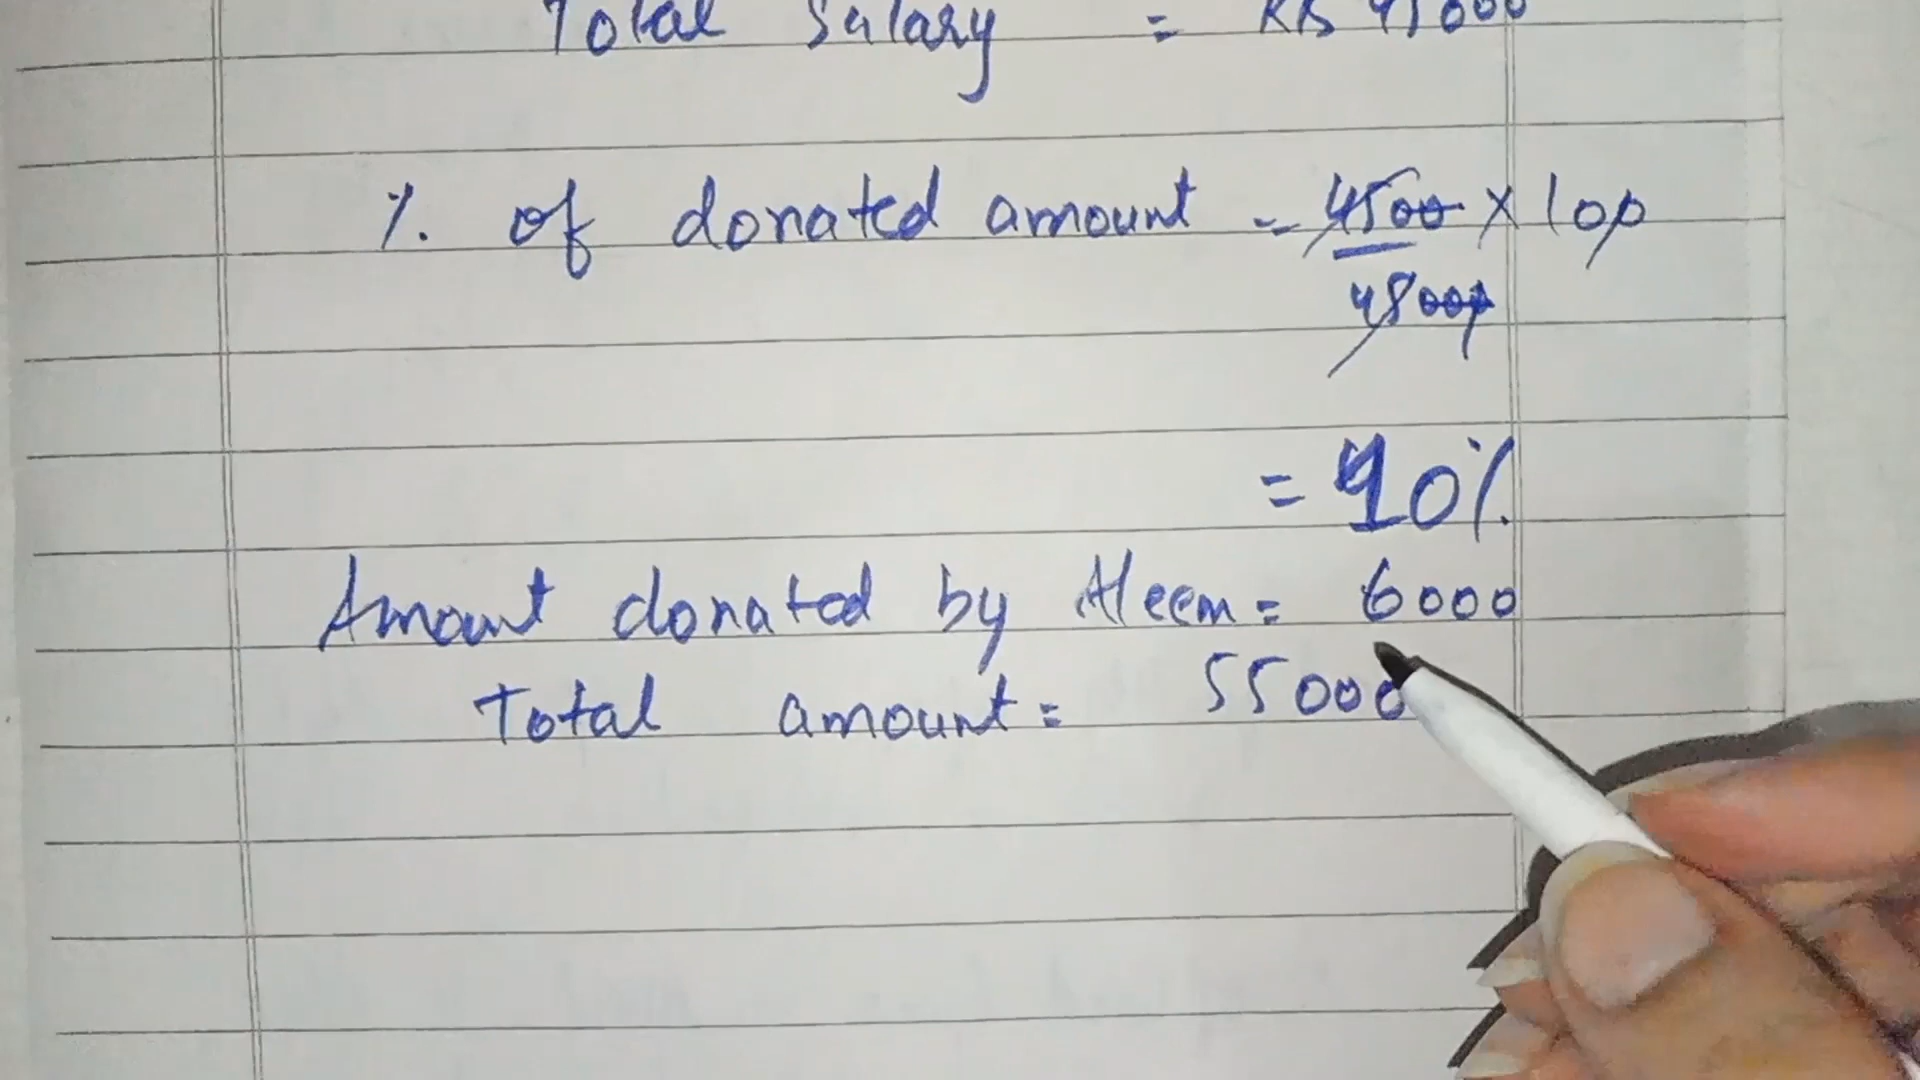 Total Salary = Rs 45000
% of donated amount = 4500 × 100
45000
= 10%
Amount donated by Aleem = 6000
Total amount = 55000